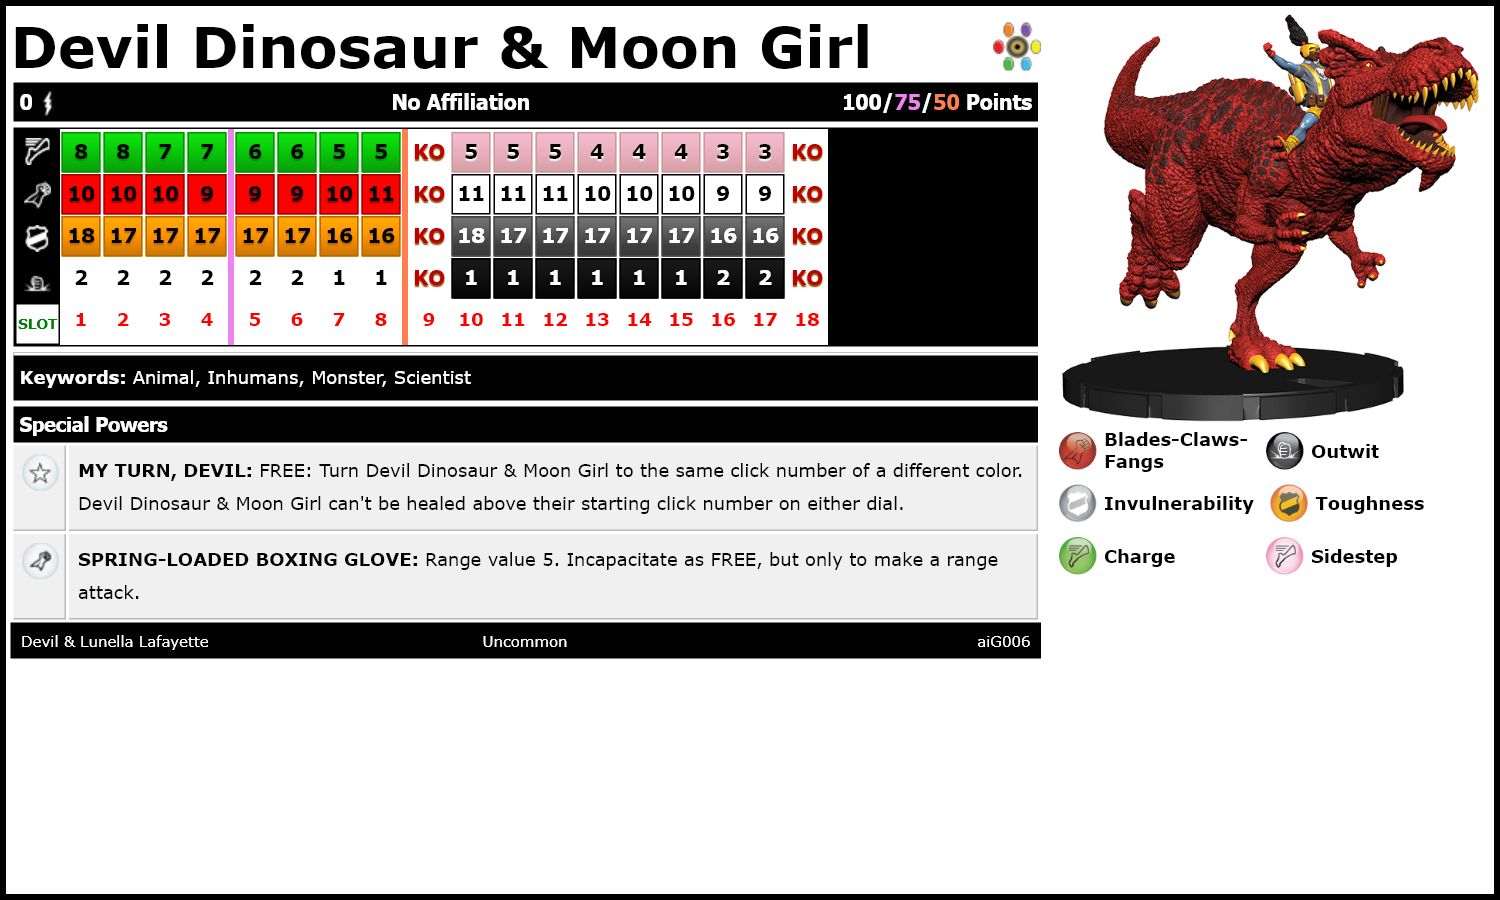 Devil Dinosaur & Moon Girl
0 No Affiliation 100/75/50 Points
8 8 7 7 6 6 5 5 KO 5 5 5 4 4 4 3 3 KO
10 10 10 9 9 9 10 11 KO 11 11 11 10 10 10 9 9 KO
18 17 17 17 17 17 16 16 KO 18 17 17 17 17 17 16 16 KO
2 2 2 2 2 2 1 1 KO 1 1 1 1 1 1 2 2 KO
SLOT 1 2 3 4 5 6 7 8 9 10 11 12 13 14 15 16 17 18
Keywords: Animal, Inhumans, Monster, Scientist
Special Powers
MY TURN, DEVIL: FREE: Turn Devil Dinosaur & Moon Girl to the same click number of a different color.
Devil Dinosaur & Moon Girl can't be healed above their starting click number on either dial.
SPRING-LOADED BOXING GLOVE: Range value 5. Incapacitate as FREE, but only to make a range
attack.
Devil & Lunella Lafayette Uncommon aiG006
Blades-Claws-
Fangs
Outwit
Invulnerability Toughness
Charge Sidestep